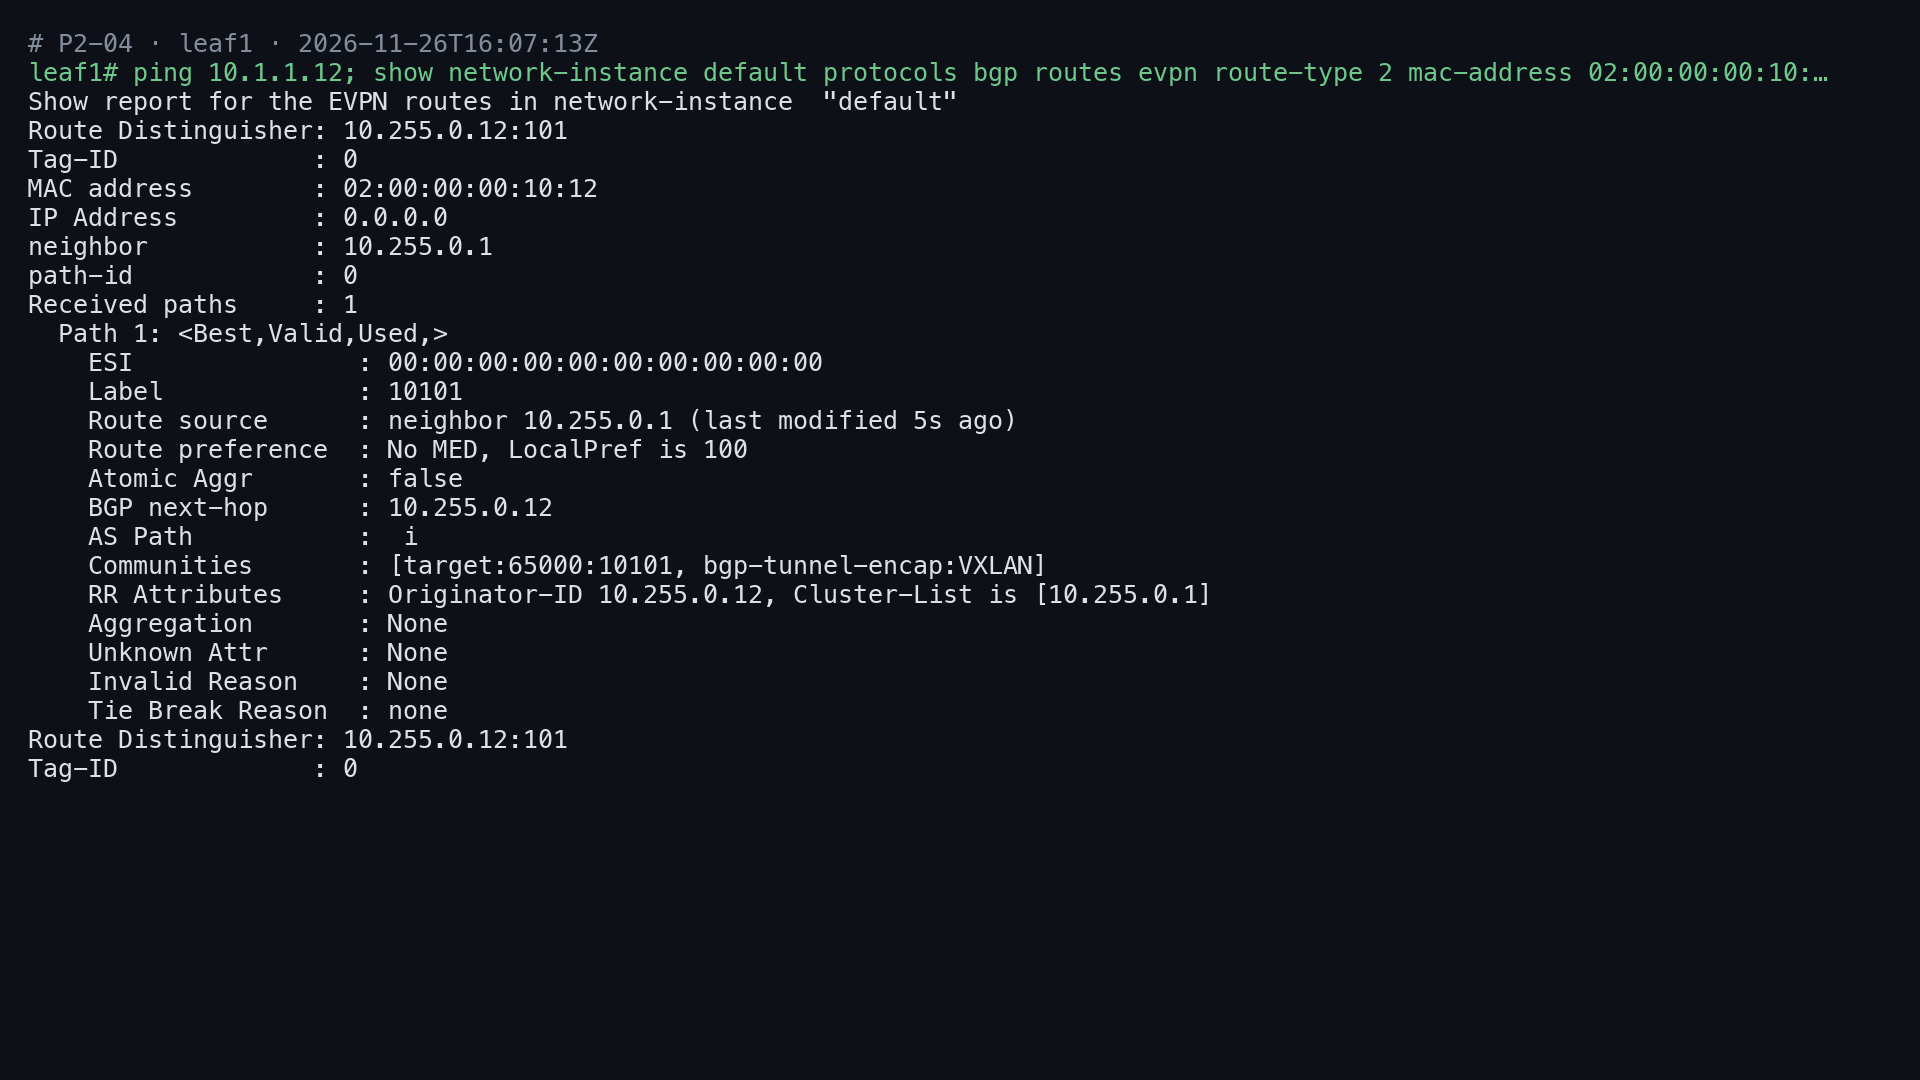 # P2-04 · leaf1 · 2026-11-26T16:07:13Z
leaf1# ping 10.1.1.12; show network-instance default protocols bgp routes evpn route-type 2 mac-address 02:00:00:00:10:…
Show report for the EVPN routes in network-instance  "default"
Route Distinguisher: 10.255.0.12:101
Tag-ID             : 0
MAC address        : 02:00:00:00:10:12
IP Address         : 0.0.0.0
neighbor           : 10.255.0.1
path-id            : 0
Received paths     : 1
  Path 1: <Best,Valid,Used,>
    ESI               : 00:00:00:00:00:00:00:00:00:00
    Label             : 10101
    Route source      : neighbor 10.255.0.1 (last modified 5s ago)
    Route preference  : No MED, LocalPref is 100
    Atomic Aggr       : false
    BGP next-hop      : 10.255.0.12
    AS Path           :  i
    Communities       : [target:65000:10101, bgp-tunnel-encap:VXLAN]
    RR Attributes     : Originator-ID 10.255.0.12, Cluster-List is [10.255.0.1]
    Aggregation       : None
    Unknown Attr      : None
    Invalid Reason    : None
    Tie Break Reason  : none
Route Distinguisher: 10.255.0.12:101
Tag-ID             : 0